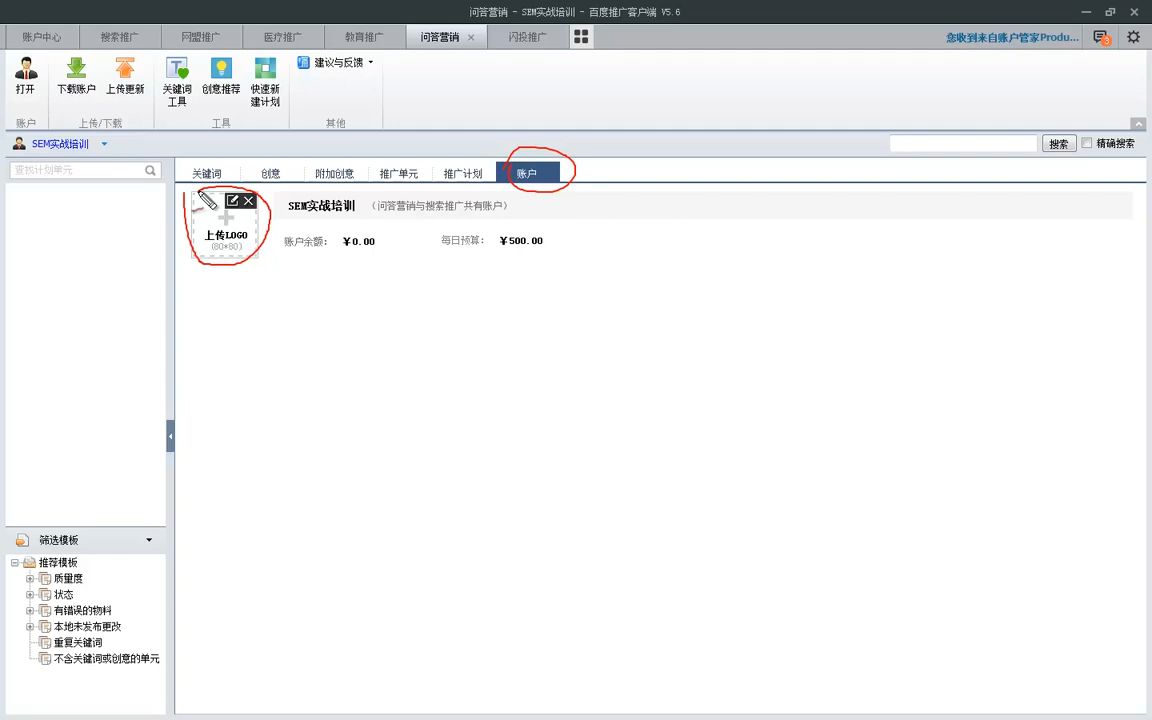 问答营销 - SEM实战培训 - 百度推广客户端 V5.6
账户中心 搜索推广 网盟推广 医疗推广 教育推广 问答营销 闪投推广 您收到来自账户管家Produ... 3
打开 下载账户 上传更新 关键词工具 创意推荐 快速新建计划 建议与反馈
账户 上传/下载 工具 其他
SEM实战培训 搜索 精确搜索
查找计划单元 关键词 创意 附加创意 推广单元 推广计划 账户
上传LOGO
(80*80)
SEM实战培训 (问答营销与搜索推广共有账户)
账户余额: ¥0.00 每日预算: ¥500.00
筛选模板
推荐模板
质量度
状态
有错误的物料
本地未发布更改
重复关键词
不含关键词或创意的单元